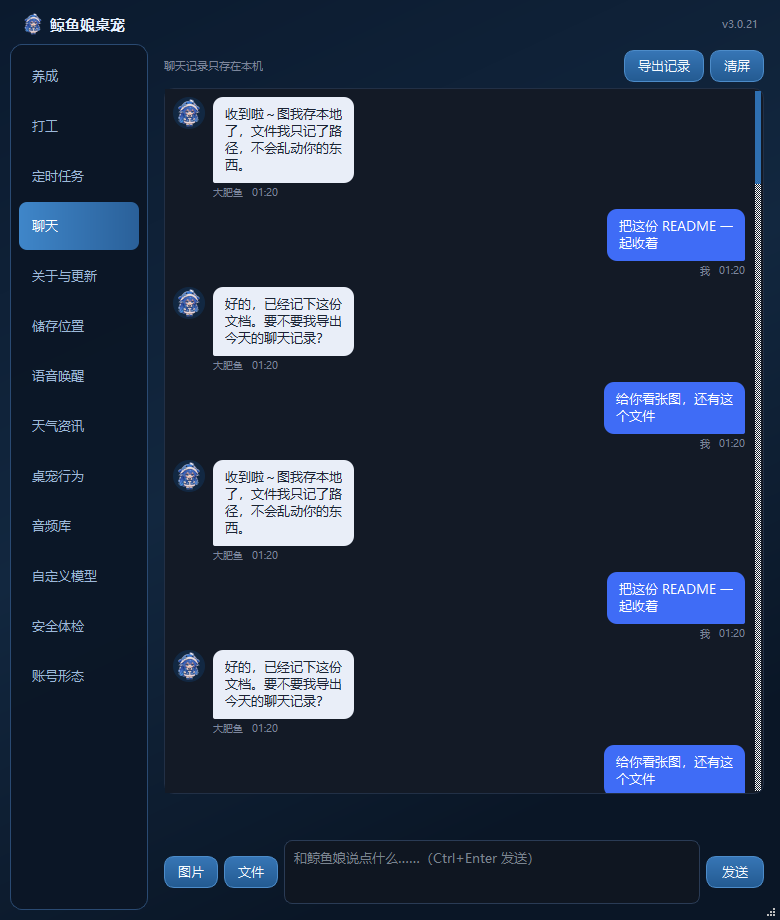 鲸鱼娘桌宠
v3.0.21
养成
打工
定时任务
聊天
关于与更新
储存位置
语音唤醒
天气资讯
桌宠行为
音频库
自定义模型
安全体检
账号形态
聊天记录只存在本机
导出记录
清屏
收到啦～图我存本地
了，文件我只记了路
径，不会乱动你的东
西。
大肥鱼 01:20
把这份 README 一
起收着
我 01:20
好的，已经记下这份
文档。要不要我导出
今天的聊天记录？
大肥鱼 01:20
给你看张图，还有这
个文件
我 01:20
收到啦～图我存本地
了，文件我只记了路
径，不会乱动你的东
西。
大肥鱼 01:20
把这份 README 一
起收着
我 01:20
好的，已经记下这份
文档。要不要我导出
今天的聊天记录？
大肥鱼 01:20
给你看张图，还有这
个文件
图片
文件
和鲸鱼娘说点什么……（Ctrl+Enter 发送）
发送